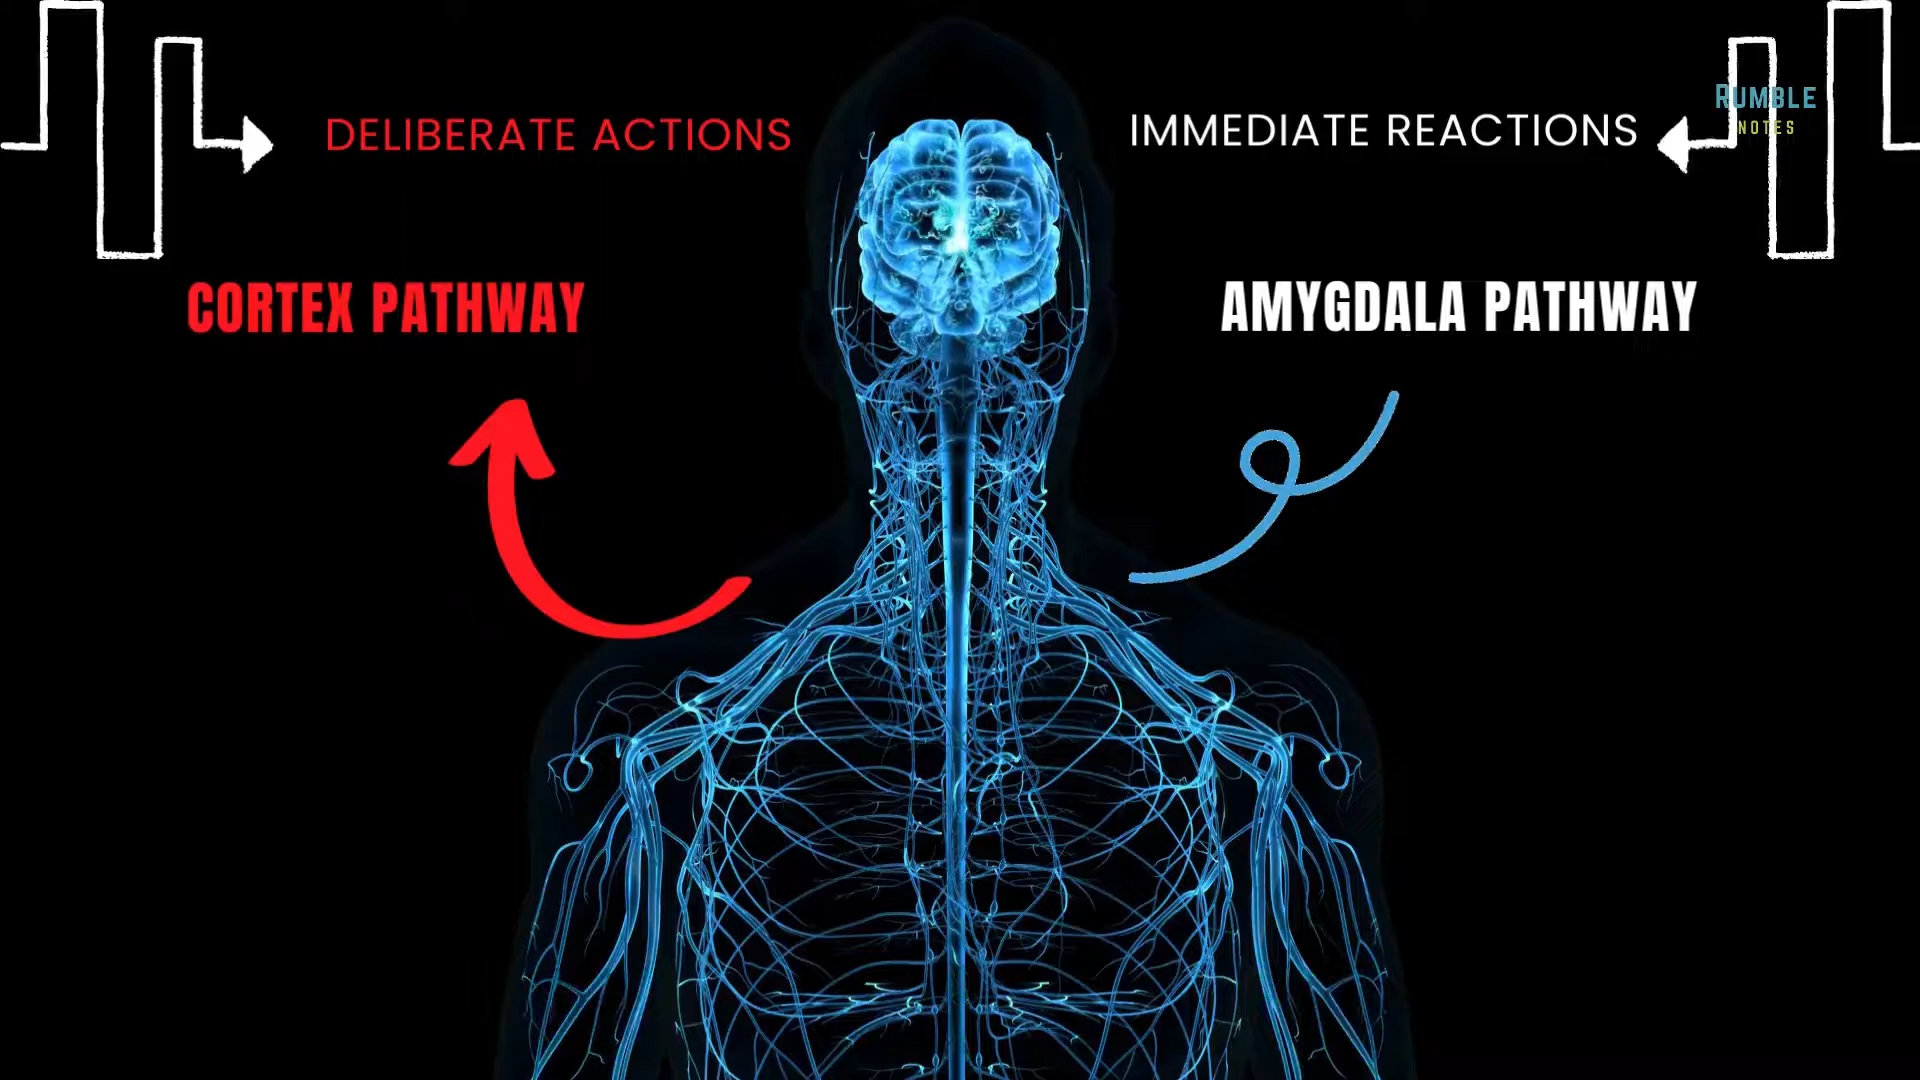 DELIBERATE ACTIONS
IMMEDIATE REACTIONS
RUMBLE
NOTES
CORTEX PATHWAY
AMYGDALA PATHWAY